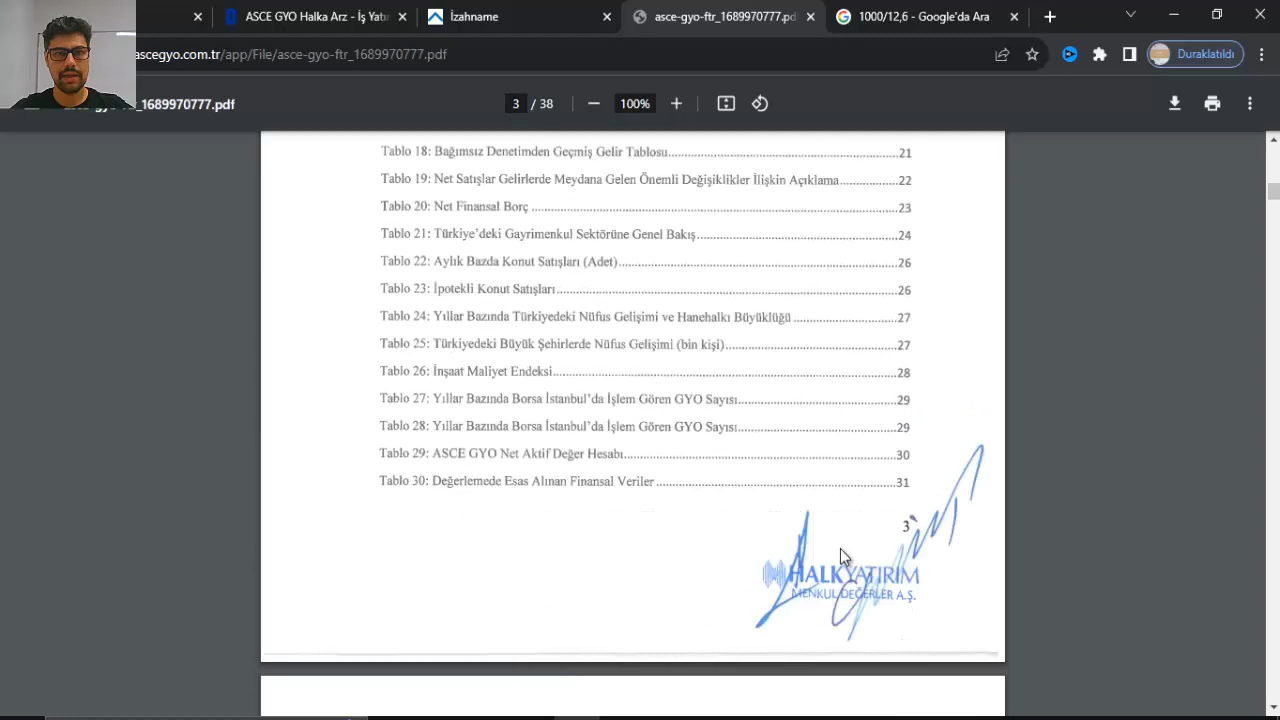 ASCE GYO Halka Arz - İş Yatır
İzahname
asce-gyo-ftr_1689970777.pdf
1000/12,6 - Google'da Ara
ascegyo.com.tr/app/File/asce-gyo-ftr_1689970777.pdf
Duraklatıldı
asce-gyo-ftr_1689970777.pdf
3 / 38
100%
Tablo 18: Bağımsız Denetimden Geçmiş Gelir Tablosu 21
Tablo 19: Net Satışlar Gelirlerde Meydana Gelen Önemli Değişiklikler İlişkin Açıklama 22
Tablo 20: Net Finansal Borç 23
Tablo 21: Türkiye'deki Gayrimenkul Sektörüne Genel Bakış 24
Tablo 22: Aylık Bazda Konut Satışları (Adet) 26
Tablo 23: İpotekli Konut Satışları 26
Tablo 24: Yıllar Bazında Türkiyedeki Nüfus Gelişimi ve Hanehalkı Büyüklüğü 27
Tablo 25: Türkiyedeki Büyük Şehirlerde Nüfus Gelişimi (bin kişi) 27
Tablo 26: İnşaat Maliyet Endeksi 28
Tablo 27: Yıllar Bazında Borsa İstanbul'da İşlem Gören GYO Sayısı 29
Tablo 28: Yıllar Bazında Borsa İstanbul'da İşlem Gören GYO Sayısı 29
Tablo 29: ASCE GYO Net Aktif Değer Hesabı 30
Tablo 30: Değerlemede Esas Alınan Finansal Veriler 31
3
HALKYATIRIM
MENKUL DEĞERLER A.Ş.